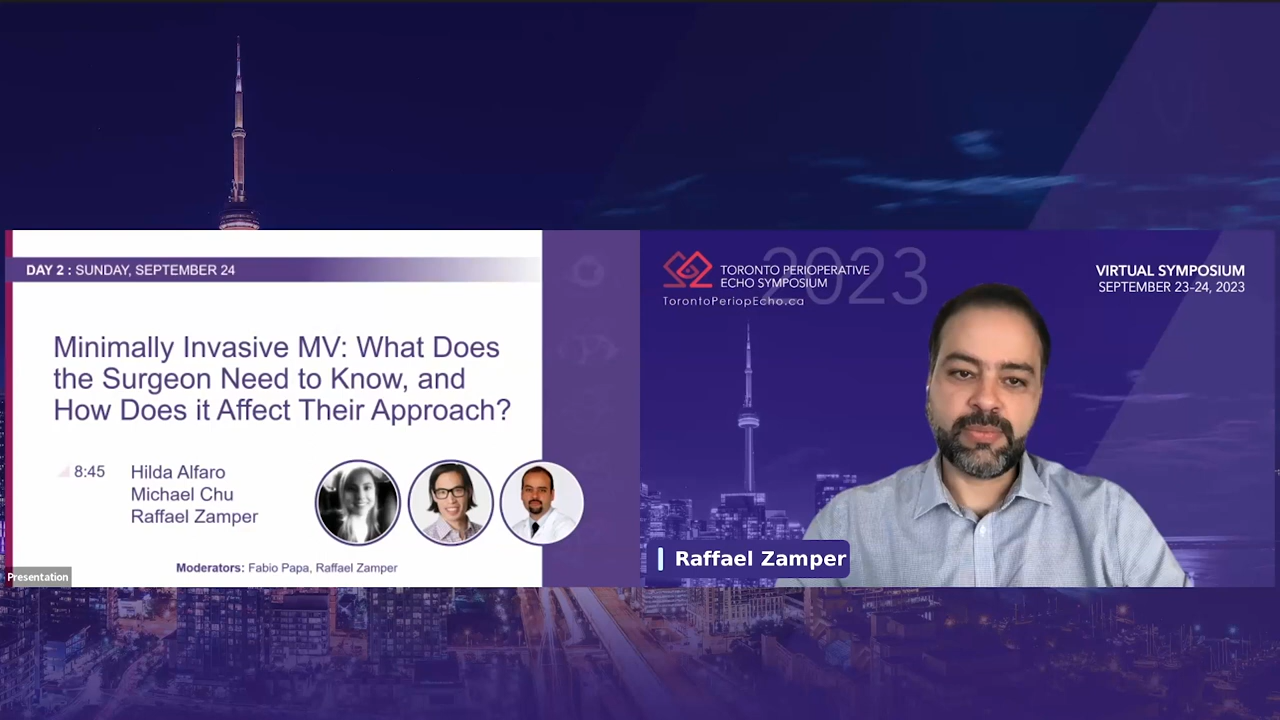 DAY 2 : SUNDAY, SEPTEMBER 24
Minimally Invasive MV: What Does
the Surgeon Need to Know, and
How Does it Affect Their Approach?
8:45
Hilda Alfaro
Michael Chu
Raffael Zamper
Moderators: Fabio Papa, Raffael Zamper
Presentation
2023
TORONTO PERIOPERATIVE
ECHO SYMPOSIUM
TorontoPeriopEcho.ca
VIRTUAL SYMPOSIUM
SEPTEMBER 23-24, 2023
Raffael Zamper